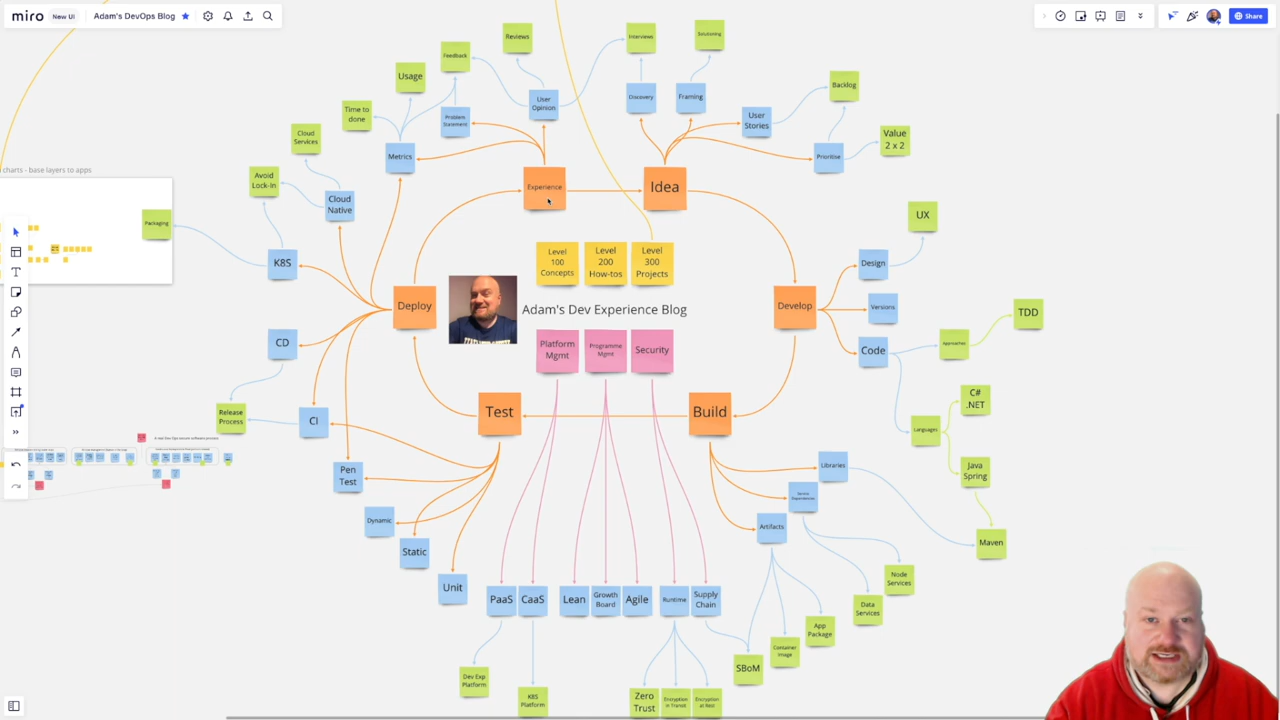 miro
New UI
Adam's DevOps Blog
Share
Reviews
Interviews
Solutioning
Feedback
Usage
Backlog
Time to
done
User
Opinion
Discovery
Framing
User
Stories
Problem
Statement
Cloud
Services
Metrics
Prioritise
Value
2 x 2
charts - base layers to apps
Avoid
Lock-In
Cloud
Native
Experience
Idea
Packaging
UX
K8S
Level
100
Concepts
Level
200
How-tos
Level
300
Projects
Design
Deploy
Adam's Dev Experience Blog
Develop
Versions
TDD
CD
Platform
Mgmt
Programme
Mgmt
Security
Code
Approaches
Release
Process
CI
Test
Build
C#
.NET
Languages
Pen
Test
Libraries
Java
Spring
Dynamic
Artifacts
Static
Maven
Unit
PaaS
CaaS
Lean
Growth
Board
Agile
Runtime
Supply
Chain
Node
Services
Data
Services
App
Package
Container
Image
SBoM
Dev Exp
Platform
K8S
Platform
Zero
Trust
Encryption
in Transit
Encryption
at Rest